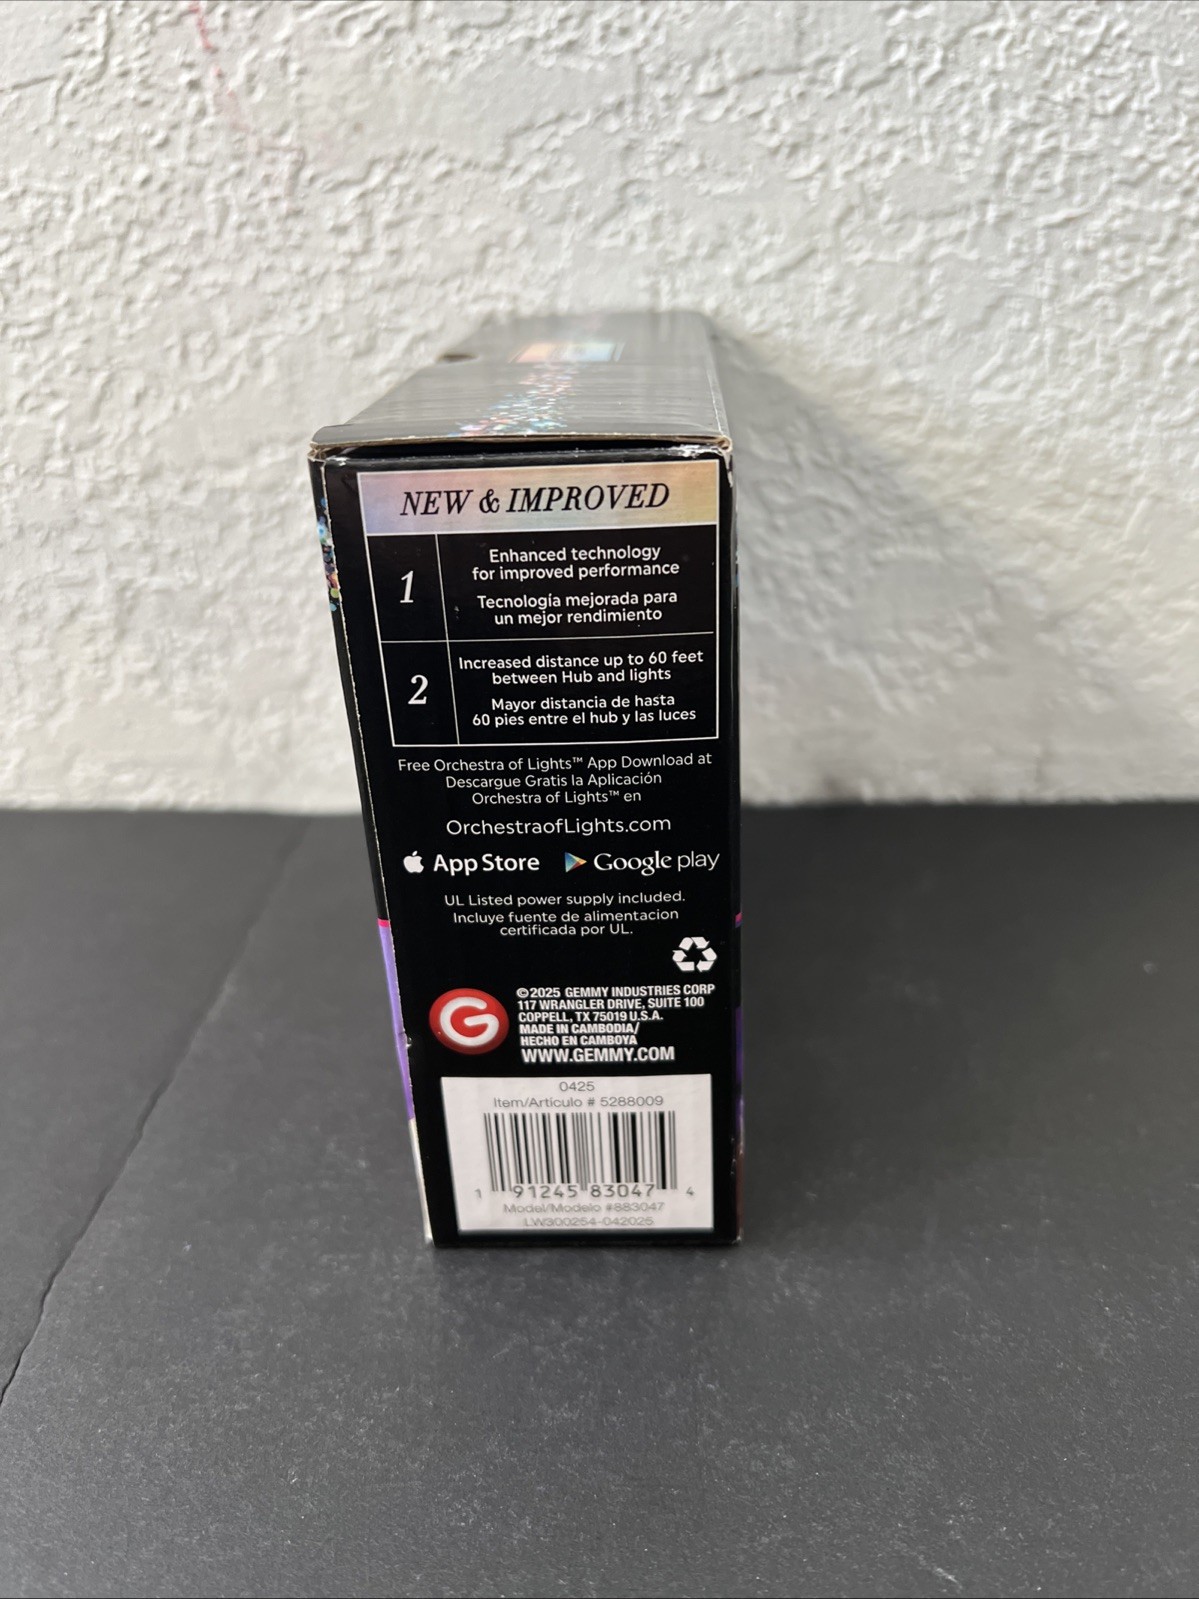 NEW & IMPROVED
1
Enhanced technology
for improved performance
Tecnología mejorada para
un mejor rendimiento
2
Increased distance up to 60 feet
between Hub and lights
Mayor distancia de hasta
60 pies entre el hub y las luces
Free Orchestra of Lights™ App Download at
Descargue Gratis la Aplicación
Orchestra of Lights™ en
OrchestraofLights.com
App Store Google play
UL Listed power supply included.
Incluye fuente de alimentacion
certificada por UL.
G
©2025 GEMMY INDUSTRIES CORP
117 WRANGLER DRIVE, SUITE 100
COPPELL, TX 75019 U.S.A.
MADE IN CAMBODIA/
HECHO EN CAMBOYA
WWW.GEMMY.COM
0425
Item/Artículo # 5288009
1 91245 83047 4
Model/Modelo #883047
LW300254-042025